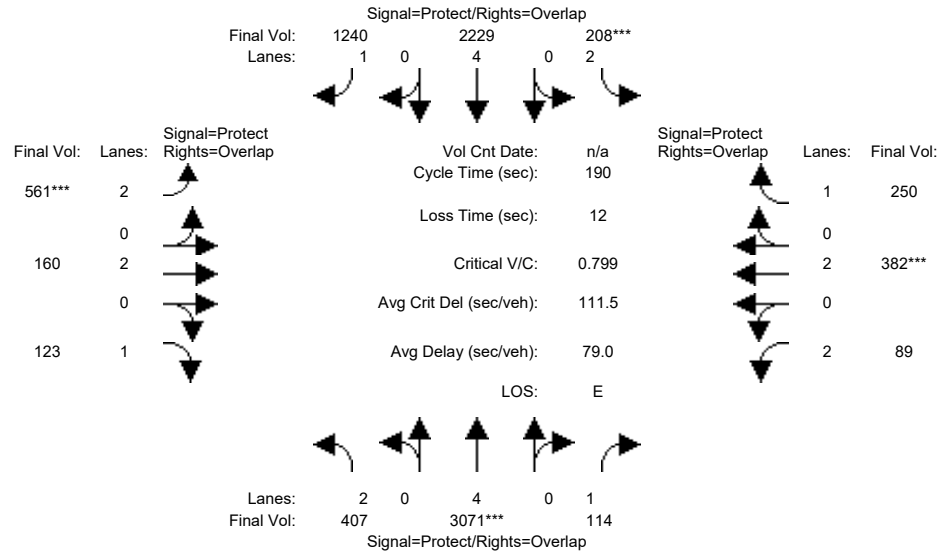 Signal=Protect/Rights=Overlap
Final Vol: 1240 2229 208***
Lanes: 1 0 4 0 2
Signal=Protect
Final Vol: Lanes: Rights=Overlap
Vol Cnt Date: n/a
Signal=Protect
Rights=Overlap Lanes: Final Vol:
Cycle Time (sec): 190
561*** 2
1 250
Loss Time (sec): 12
0
0
160 2
Critical V/C: 0.799
2 382***
0
Avg Crit Del (sec/veh): 111.5
0
123 1
Avg Delay (sec/veh): 79.0
2 89
LOS: E
Lanes: 2 0 4 0 1
Final Vol: 407 3071*** 114
Signal=Protect/Rights=Overlap